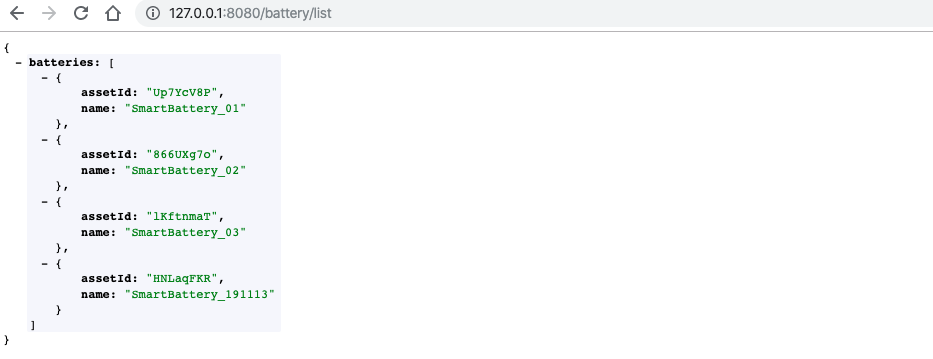 127.0.0.1:8080/battery/list
{
- batteries: [
- {
assetId: "Up7YcV8P",
name: "SmartBattery_01"
},
- {
assetId: "866UXg7o",
name: "SmartBattery_02"
},
- {
assetId: "lKftnmaT",
name: "SmartBattery_03"
},
- {
assetId: "HNLaqFKR",
name: "SmartBattery_191113"
}
]
}